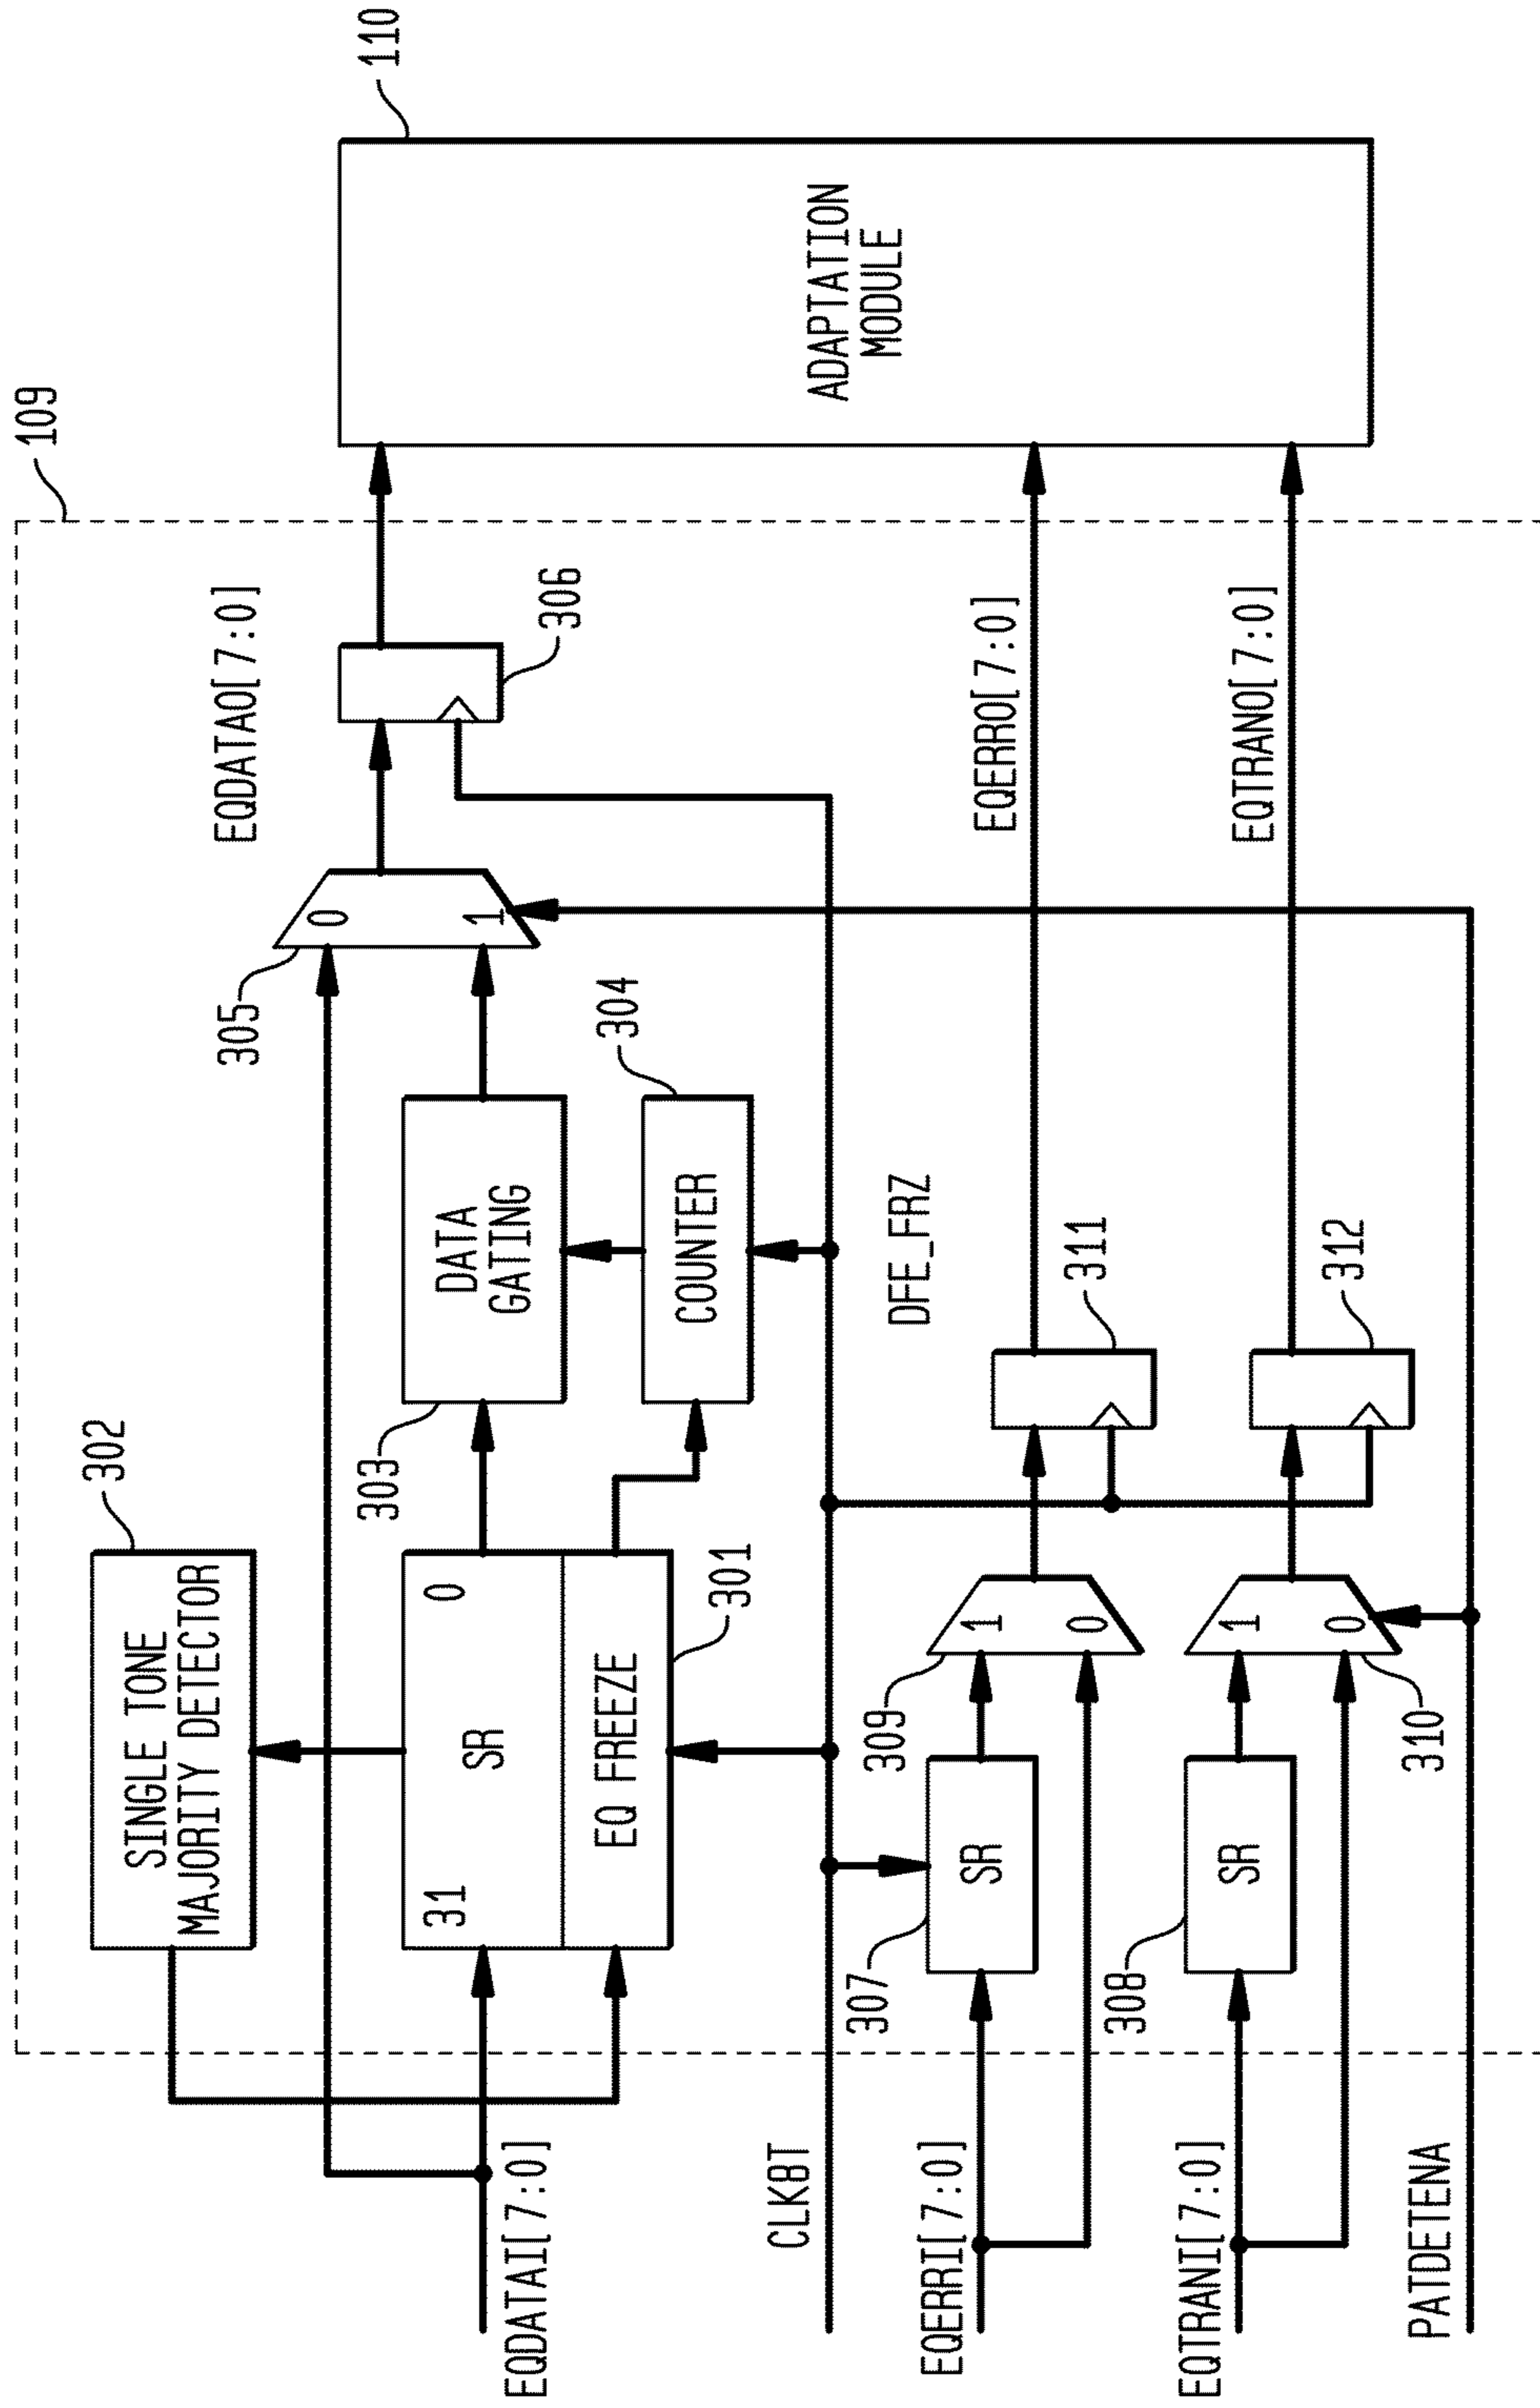 109
110
302
SINGLE TONE
MAJORITY DETECTOR
EQDATAI[7:0]
31
SR
0
EQ FREEZE
301
303
DATA
GATING
304
COUNTER
305
0
1
EQDATAO[7:0]
306
ADAPTATION
MODULE
CLK8T
DFE_FRZ
EQERRI[7:0]
307
SR
309
1
0
311
EQERRO[7:0]
EQTRANI[7:0]
308
SR
310
1
0
312
EQTRANO[7:0]
PATDETENA